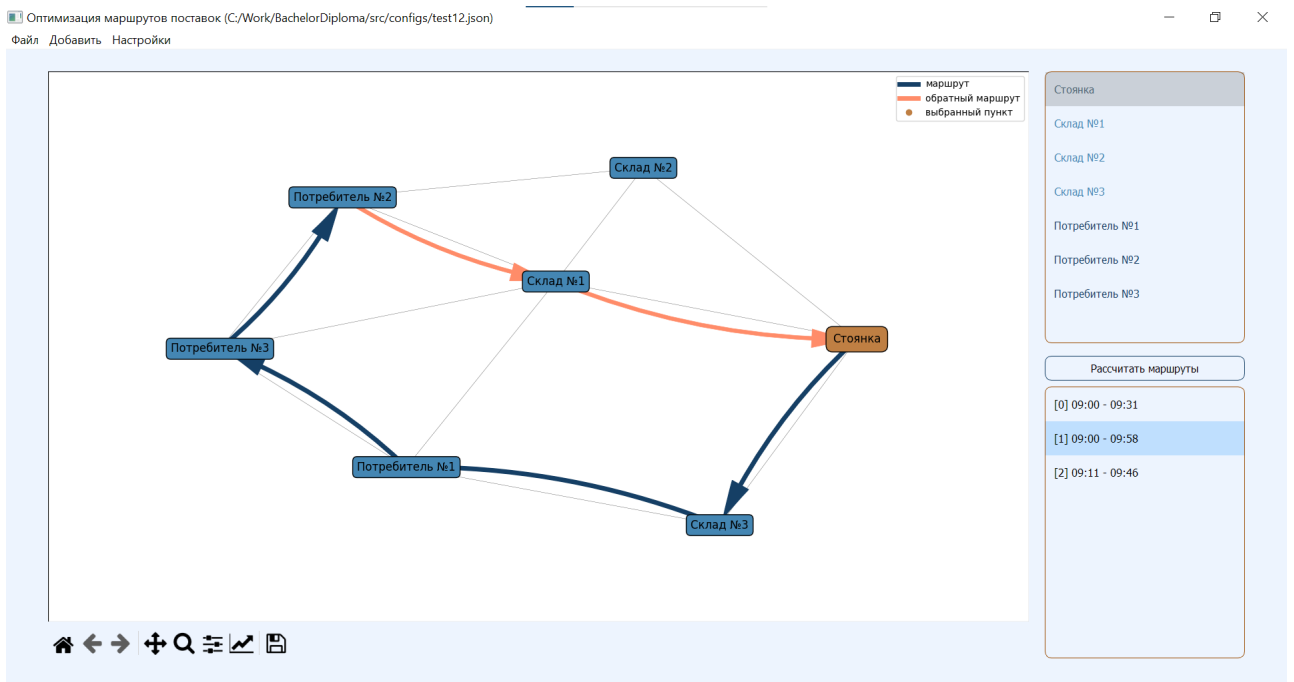 Оптимизация маршрутов поставок (C:/Work/BachelorDiploma/src/configs/test12.json)
Файл Добавить Настройки
маршрут
обратный маршрут
выбранный пункт
Склад №2
Потребитель №2
Склад №1
Стоянка
Потребитель №3
Потребитель №1
Склад №3
Стоянка
Склад №1
Склад №2
Склад №3
Потребитель №1
Потребитель №2
Потребитель №3
Рассчитать маршруты
[0] 09:00 - 09:31
[1] 09:00 - 09:58
[2] 09:11 - 09:46